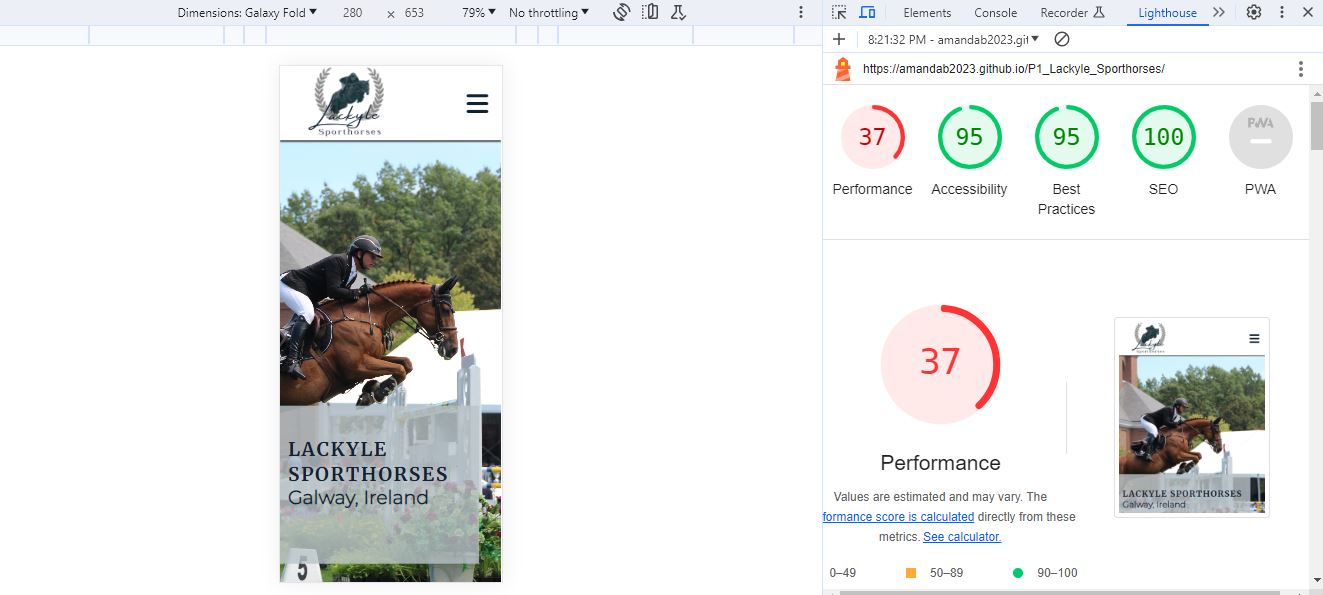 Dimensions: Galaxy Fold 280 × 653 79% No throttling
Elements Console Recorder Lighthouse
8:21:32 PM - amandab2023.git
https://amandab2023.github.io/P1_Lackyle_Sporthorses/
Lackyle
Sporthorses
LACKYLE
SPORTHORSES
Galway, Ireland
5
37 95 95 100 PWA
Performance Accessibility Best Practices SEO PWA
37
Performance
Values are estimated and may vary. The
formance score is calculated directly from these
metrics. See calculator.
0–49 50–89 90–100
Lackyle
LACKYLE SPORTHORSES
Galway, Ireland